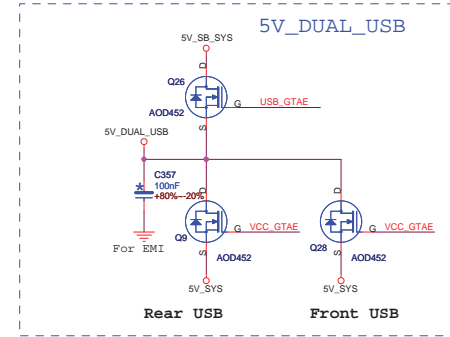 5V_DUAL_USB
5V_SB_SYS
D
Q26
G
USB_GTAE
AOD452
S
5V_DUAL_USB
C357
100nF
+80%--20%
D
D
G
VCC_GTAE
G
VCC_GTAE
For EMI
Q9
AOD452
Q28
AOD452
S
S
5V_SYS
5V_SYS
Rear USB
Front USB